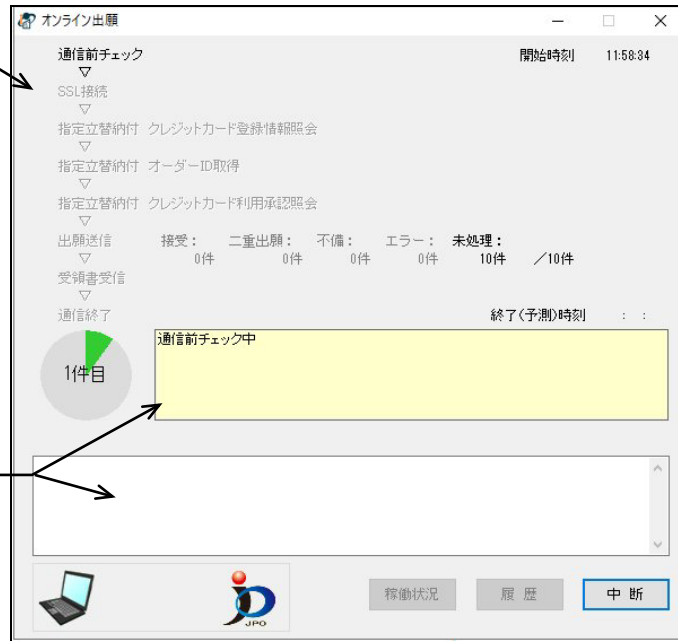 オンライン出願
通信前チェック 開始時刻 11:58:34
▽
SSL接続
▽
指定立替納付 クレジットカード登録情報照会
▽
指定立替納付 オーダーID取得
▽
指定立替納付 クレジットカード利用承認照会
▽
出願送信 接受： 二重出願： 不備： エラー： 未処理：
▽ 0件 0件 0件 0件 10件 ／10件
受領書受信
▽
通信終了 終了(予測)時刻 : :
通信前チェック中
1件目
JPO
稼働状況 履 歴 中 断